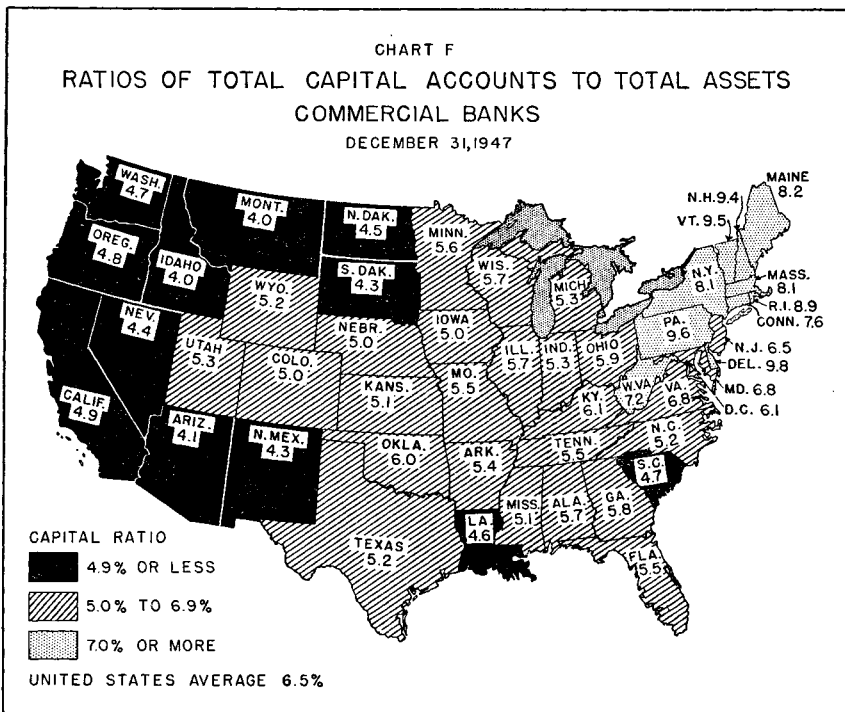 CHART F
RATIOS OF TOTAL CAPITAL ACCOUNTS TO TOTAL ASSETS
COMMERCIAL BANKS
DECEMBER 31, 1947
WASH.
4.7
OREG.
4.8
IDAHO
4.0
MONT.
4.0
N. DAK.
4.5
S. DAK.
4.3
WYO.
5.2
NEV.
4.4
UTAH
5.3
COLO.
5.0
CALIF.
4.9
ARIZ.
4.1
N. MEX.
4.3
NEBR.
5.0
KANS.
5.1
OKLA.
6.0
TEXAS
5.2
MINN.
5.6
IOWA
5.0
MO.
5.5
ARK.
5.4
LA.
4.6
WIS.
5.7
ILL.
5.7
MICH.
5.3
IND.
5.3
OHIO
5.9
KY.
6.1
TENN.
5.5
MISS.
5.1
ALA.
5.7
GA.
5.8
FLA.
5.5
S.C.
4.7
N.C.
5.2
VA.
6.8
W.VA.
7.2
PA.
9.6
N.Y.
8.1
MAINE
8.2
N.H. 9.4
VT. 9.5
MASS.
8.1
R.I. 8.9
CONN. 7.6
N.J. 6.5
DEL. 9.8
MD. 6.8
D.C. 6.1
CAPITAL RATIO
4.9% OR LESS
5.0% TO 6.9%
7.0% OR MORE
UNITED STATES AVERAGE 6.5%